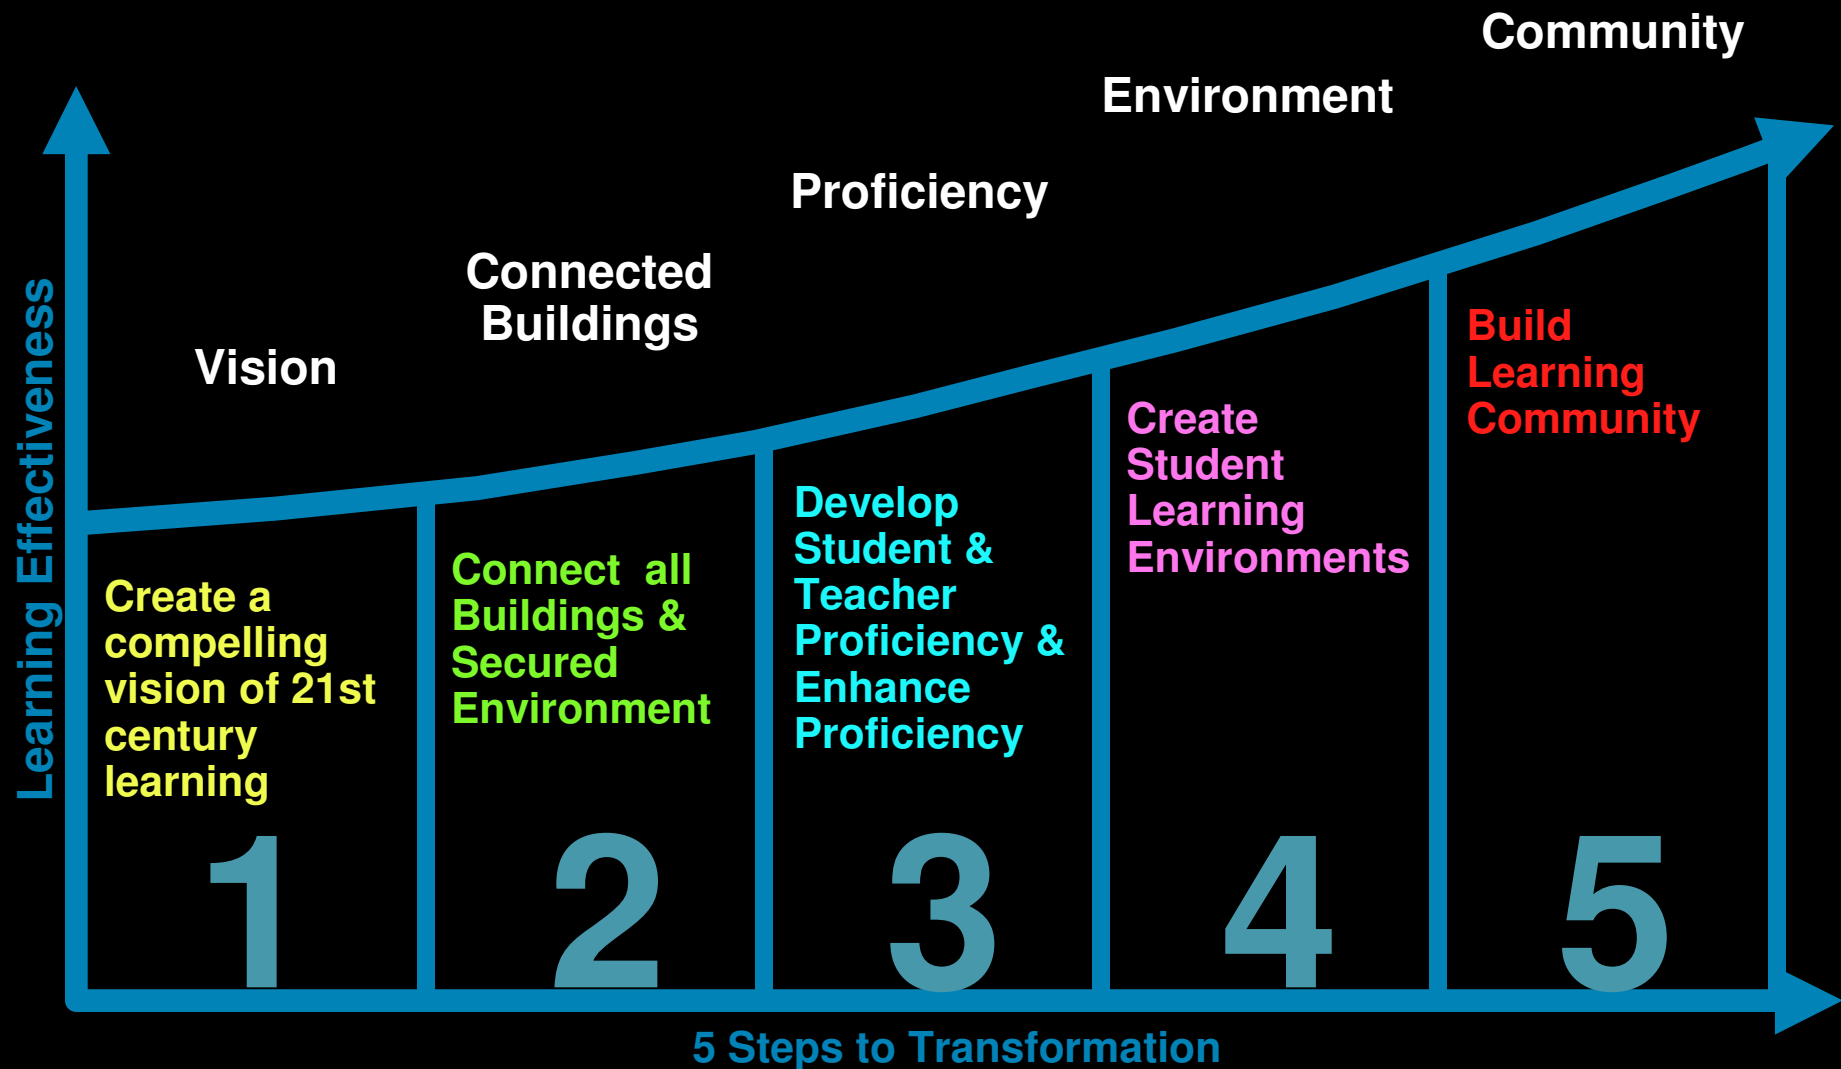 Community
Environment
Proficiency
Connected
Buildings
Vision
Learning Effectiveness
Create a
compelling
vision of 21st
century
learning
1
Connect  all
Buildings &
Secured
Environment
2
Develop
Student &
Teacher
Proficiency &
Enhance
Proficiency
3
Create
Student
Learning
Environments
4
Build
Learning
Community
5
5 Steps to Transformation